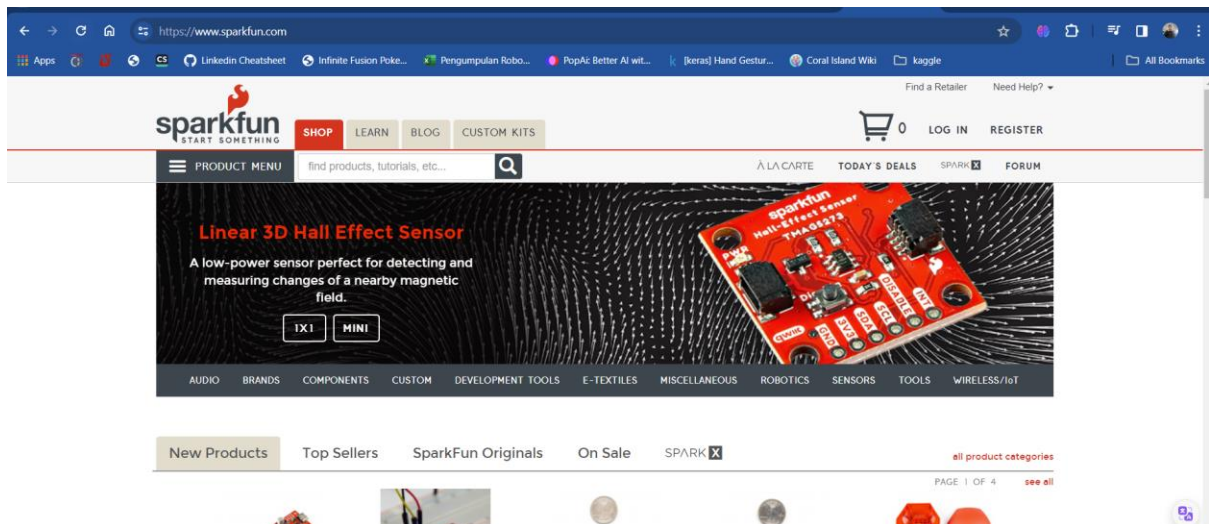 https://www.sparkfun.com
Apps
CS
Linkedin Cheatsheet
Infinite Fusion Poke...
Pengumpulan Robo...
PopAi: Better AI wit...
[keras] Hand Gestur...
Coral Island Wiki
kaggle
All Bookmarks
Find a Retailer
Need Help?
sparkfun
START SOMETHING
SHOP
LEARN
BLOG
CUSTOM KITS
0
LOG IN
REGISTER
PRODUCT MENU
find products, tutorials, etc...
À LA CARTE
TODAY'S DEALS
SPARK X
FORUM
Linear 3D Hall Effect Sensor
A low-power sensor perfect for detecting and
measuring changes of a nearby magnetic
field.
1X1
MINI
sparkfun
Hall-Effect Sensor
TMAG5273
PWR
qwiic
GND
3V3
SDA
SCL
DISABLE
INT
AUDIO
BRANDS
COMPONENTS
CUSTOM
DEVELOPMENT TOOLS
E-TEXTILES
MISCELLANEOUS
ROBOTICS
SENSORS
TOOLS
WIRELESS/IoT
New Products
Top Sellers
SparkFun Originals
On Sale
SPARK X
all product categories
PAGE 1 OF 4
see all